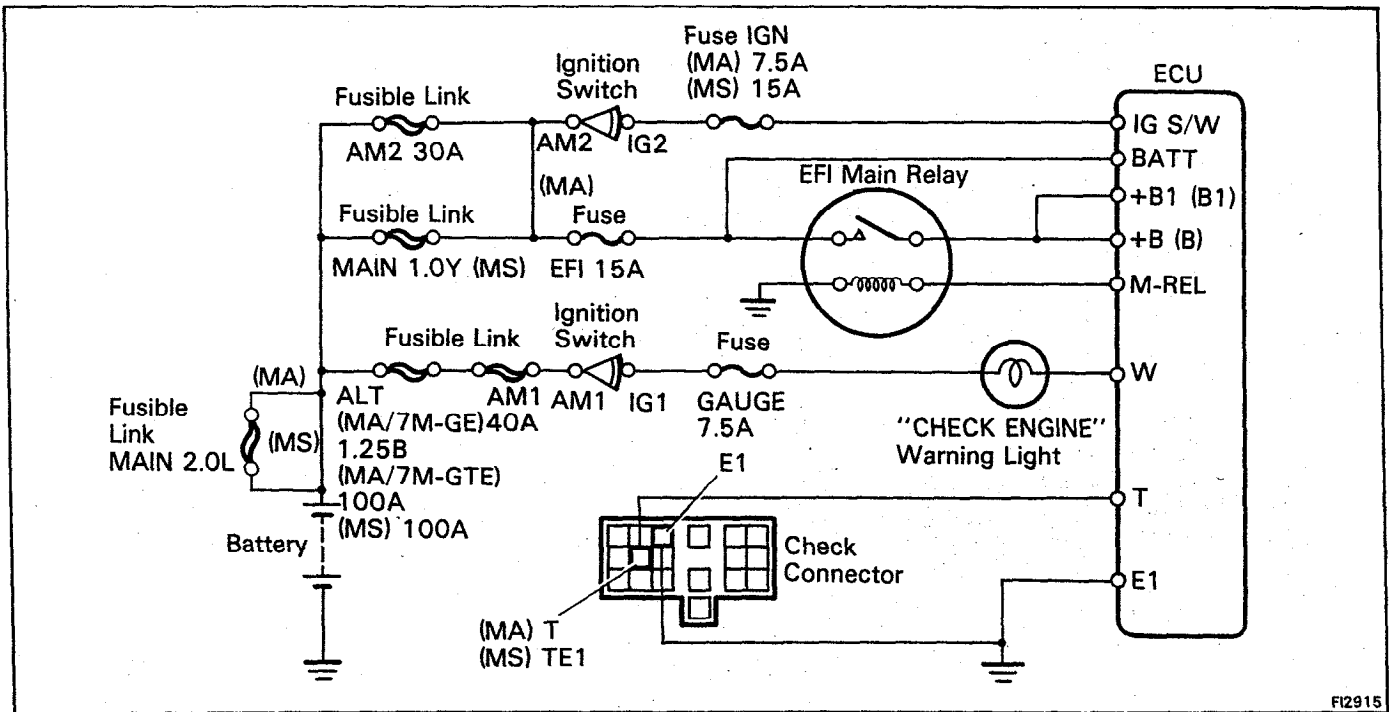 Fusible Link
AM2 30A
Ignition
Switch
AM2
IG2
Fuse IGN
(MA) 7.5A
(MS) 15A
ECU
IG S/W
BATT
+B1 (B1)
+B (B)
M-REL
W
T
E1
EFI Main Relay
(MA)
Fusible Link
MAIN 1.0Y (MS)
Fuse
EFI 15A
Fusible Link
Ignition
Switch
Fuse
(MA)
Fusible
Link
MAIN 2.0L
(MS)
ALT
(MA/7M-GE)
1.25B
(MA/7M-GTE)
100A
(MS) 100A
AM1
40A
AM1
IG1
GAUGE
7.5A
"CHECK ENGINE"
Warning Light
E1
Battery
Check
Connector
(MA) T
(MS) TE1
FI2915